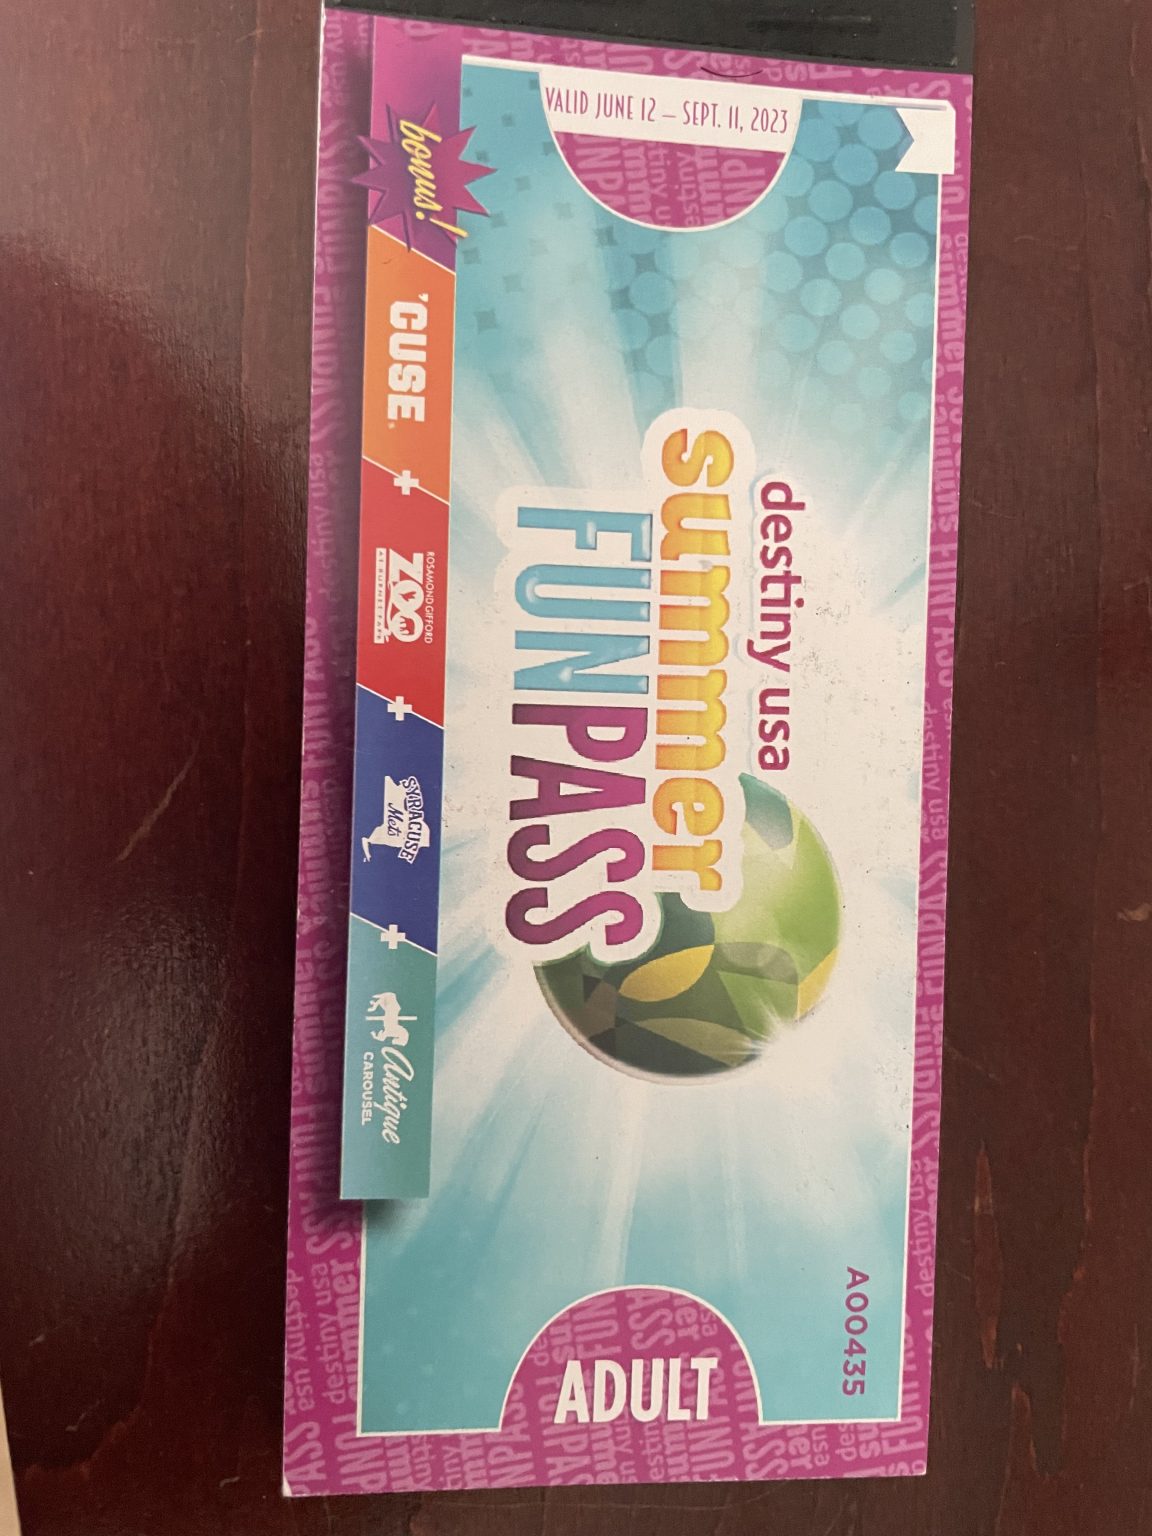 VALID JUNE 12 – SEPT. 11, 2023
destiny usa
summer
FUNPASS
A00435
ADULT
bonus!
'CUSE
+
ROSAMOND GIFFORD
ZOO
AT BURNET PARK
+
SYRACUSE
Mets
+
Antique
CAROUSEL